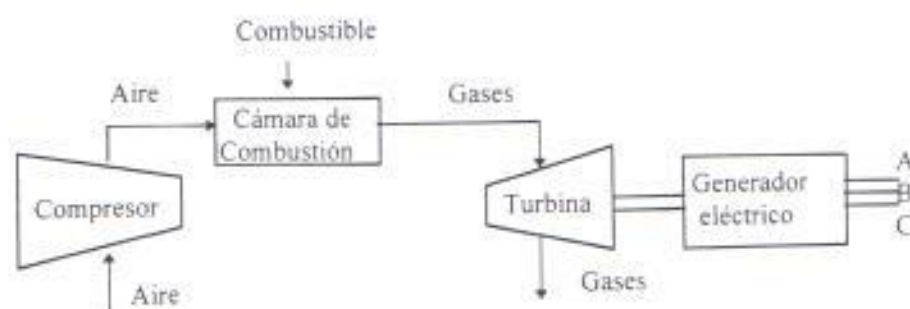 Combustible
Aire
Gases
Cámara de
Combustión
Compresor
Turbina
Generador
eléctrico
A
B
C
Aire
Gases